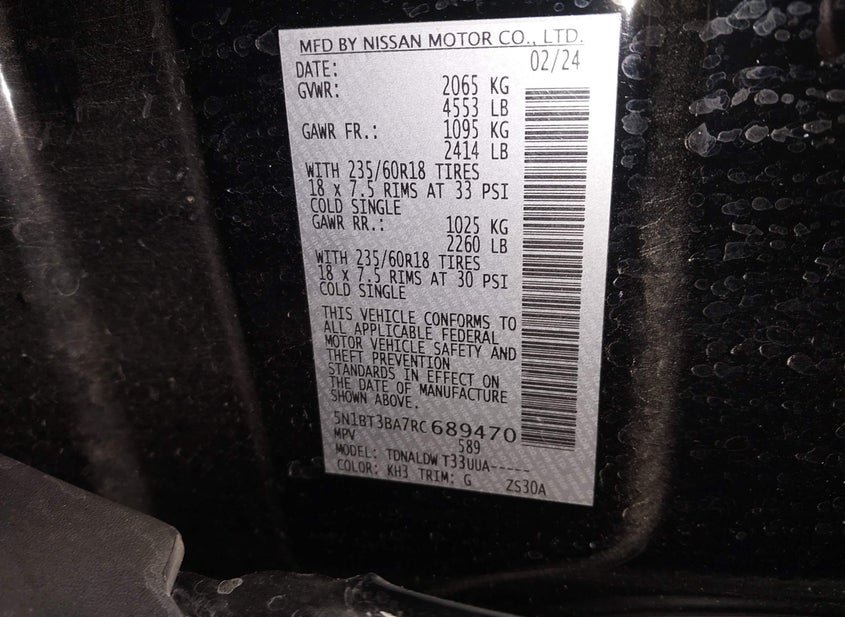 MFD BY NISSAN MOTOR CO., LTD.
DATE: 02/24
GVWR: 2065 KG
4553 LB
GAWR FR.: 1095 KG
2414 LB
WITH 235/60R18 TIRES
18 x 7.5 RIMS AT 33 PSI
COLD SINGLE
GAWR RR.: 1025 KG
2260 LB
WITH 235/60R18 TIRES
18 x 7.5 RIMS AT 30 PSI
COLD SINGLE
THIS VEHICLE CONFORMS TO
ALL APPLICABLE FEDERAL
MOTOR VEHICLE SAFETY AND
THEFT PREVENTION
STANDARDS IN EFFECT ON
THE DATE OF MANUFACTURE
SHOWN ABOVE.
5N1BT3BA7RC689470
MPV 589
MODEL: TDNALDW T33UUA-----
COLOR: KH3 TRIM: G ZS30A